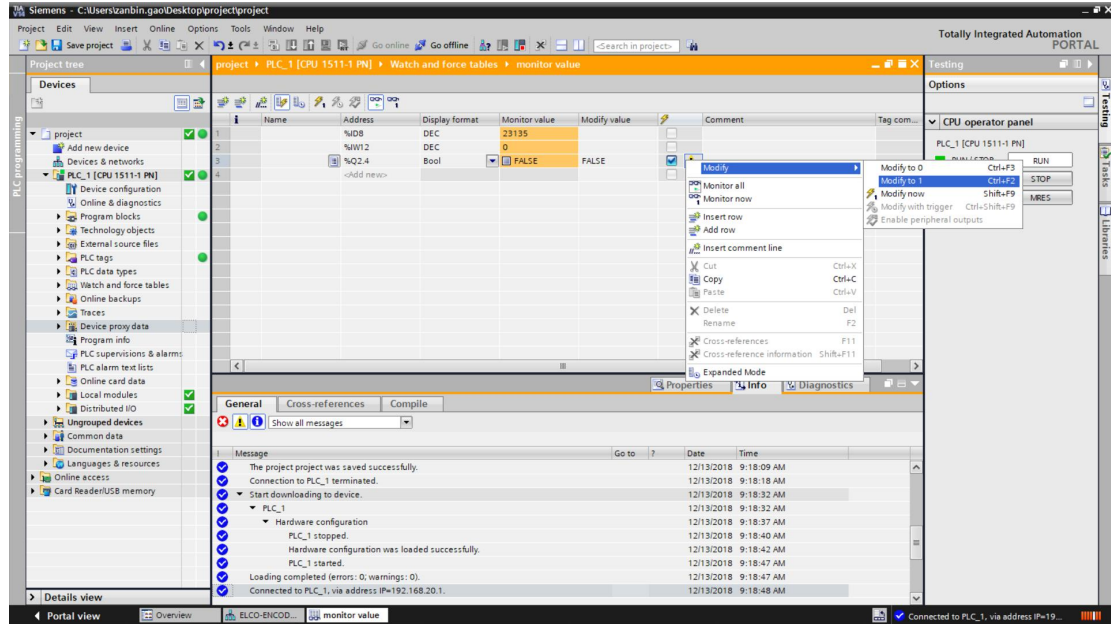 Siemens - C:\Users\zanbin.gao\Desktop\project\project
Project Edit View Insert Online Options Tools Window Help
Totally Integrated Automation
PORTAL
Save project
Go online
Go offline
<Search in project>
Project tree
project ▸ PLC_1 [CPU 1511-1 PN] ▸ Watch and force tables ▸ monitor value
Testing
Devices
Options
PLC programming
i Name Address Display format Monitor value Modify value Comment Tag com...
1 %ID8 DEC 23135
2 %IW12 DEC 0
3 %Q2.4 Bool FALSE FALSE
4 <Add new>
project
Add new device
Devices & networks
PLC_1 [CPU 1511-1 PN]
Device configuration
Online & diagnostics
Program blocks
Technology objects
External source files
PLC tags
PLC data types
Watch and force tables
Online backups
Traces
Device proxy data
Program info
PLC supervisions & alarms
PLC alarm text lists
Online card data
Local modules
Distributed I/O
Ungrouped devices
Common data
Documentation settings
Languages & resources
Online access
Card Reader/USB memory
Details view
Modify
Monitor all
Monitor now
Insert row
Add row
Insert comment line
Cut Ctrl+X
Copy Ctrl+C
Paste Ctrl+V
Delete Del
Rename F2
Cross-references F11
Cross-reference information Shift+F11
Expanded Mode
Modify to 0 Ctrl+F3
Modify to 1 Ctrl+F2
Modify now Shift+F9
Modify with trigger Ctrl+Shift+F9
Enable peripheral outputs
CPU operator panel
PLC_1 [CPU 1511-1 PN]
RUN / STOP RUN
STOP
MRES
Testing
Tasks
Libraries
Properties Info Diagnostics
General Cross-references Compile
Show all messages
! Message Go to ? Date Time
The project project was saved successfully. 12/13/2018 9:18:09 AM
Connection to PLC_1 terminated. 12/13/2018 9:18:18 AM
Start downloading to device. 12/13/2018 9:18:32 AM
PLC_1 12/13/2018 9:18:32 AM
Hardware configuration 12/13/2018 9:18:37 AM
PLC_1 stopped. 12/13/2018 9:18:40 AM
Hardware configuration was loaded successfully. 12/13/2018 9:18:42 AM
PLC_1 started. 12/13/2018 9:18:47 AM
Loading completed (errors: 0; warnings: 0). 12/13/2018 9:18:47 AM
Connected to PLC_1, via address IP=192.168.20.1. 12/13/2018 9:18:48 AM
Portal view Overview ELCO-ENCOD... monitor value Connected to PLC_1, via address IP=19...